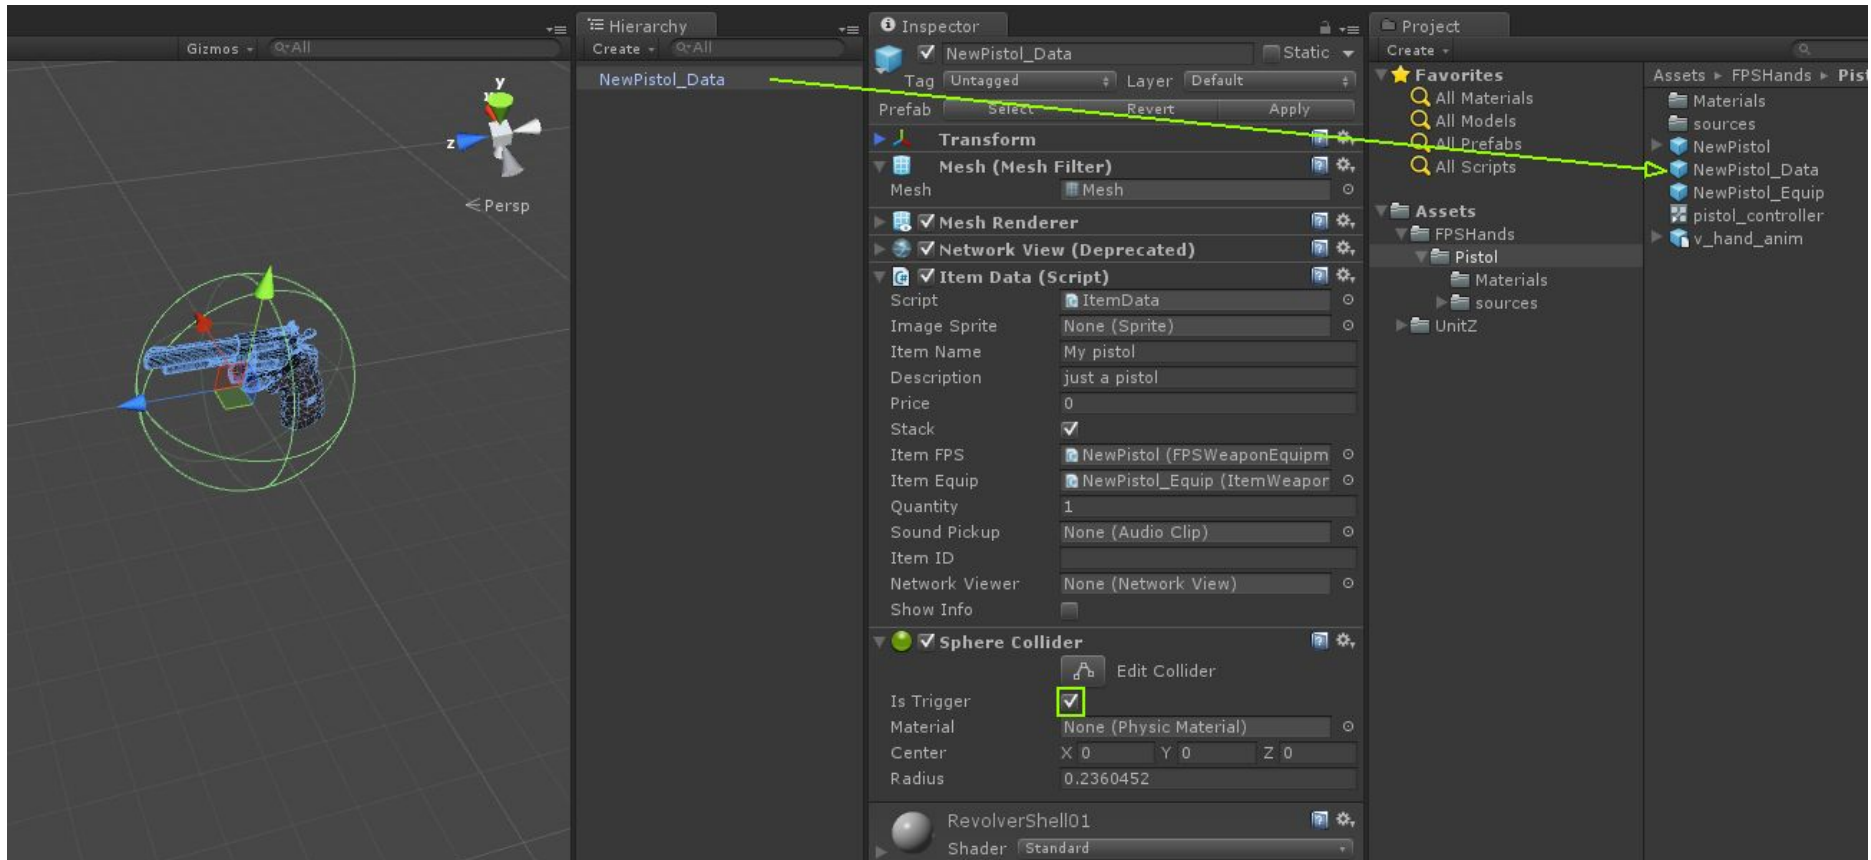 Gizmos
All
y
x
z
Persp
Hierarchy
Create
All
NewPistol_Data
Inspector
NewPistol_Data
Static
Tag Untagged Layer Default
Prefab Select Revert Apply
Transform
Mesh (Mesh Filter)
Mesh Mesh
Mesh Renderer
Network View (Deprecated)
Item Data (Script)
Script ItemData
Image Sprite None (Sprite)
Item Name My pistol
Description just a pistol
Price 0
Stack
Item FPS NewPistol (FPSWeaponEquipm
Item Equip NewPistol_Equip (ItemWeapor
Quantity 1
Sound Pickup None (Audio Clip)
Item ID
Network Viewer None (Network View)
Show Info
Sphere Collider
Edit Collider
Is Trigger
Material None (Physic Material)
Center X 0 Y 0 Z 0
Radius 0.2360452
RevolverShell01
Shader Standard
Project
Create
Favorites
All Materials
All Models
All Prefabs
All Scripts
Assets
FPSHands
Pistol
Materials
sources
UnitZ
Assets ▸ FPSHands ▸ Pist
Materials
sources
NewPistol
NewPistol_Data
NewPistol_Equip
pistol_controller
v_hand_anim